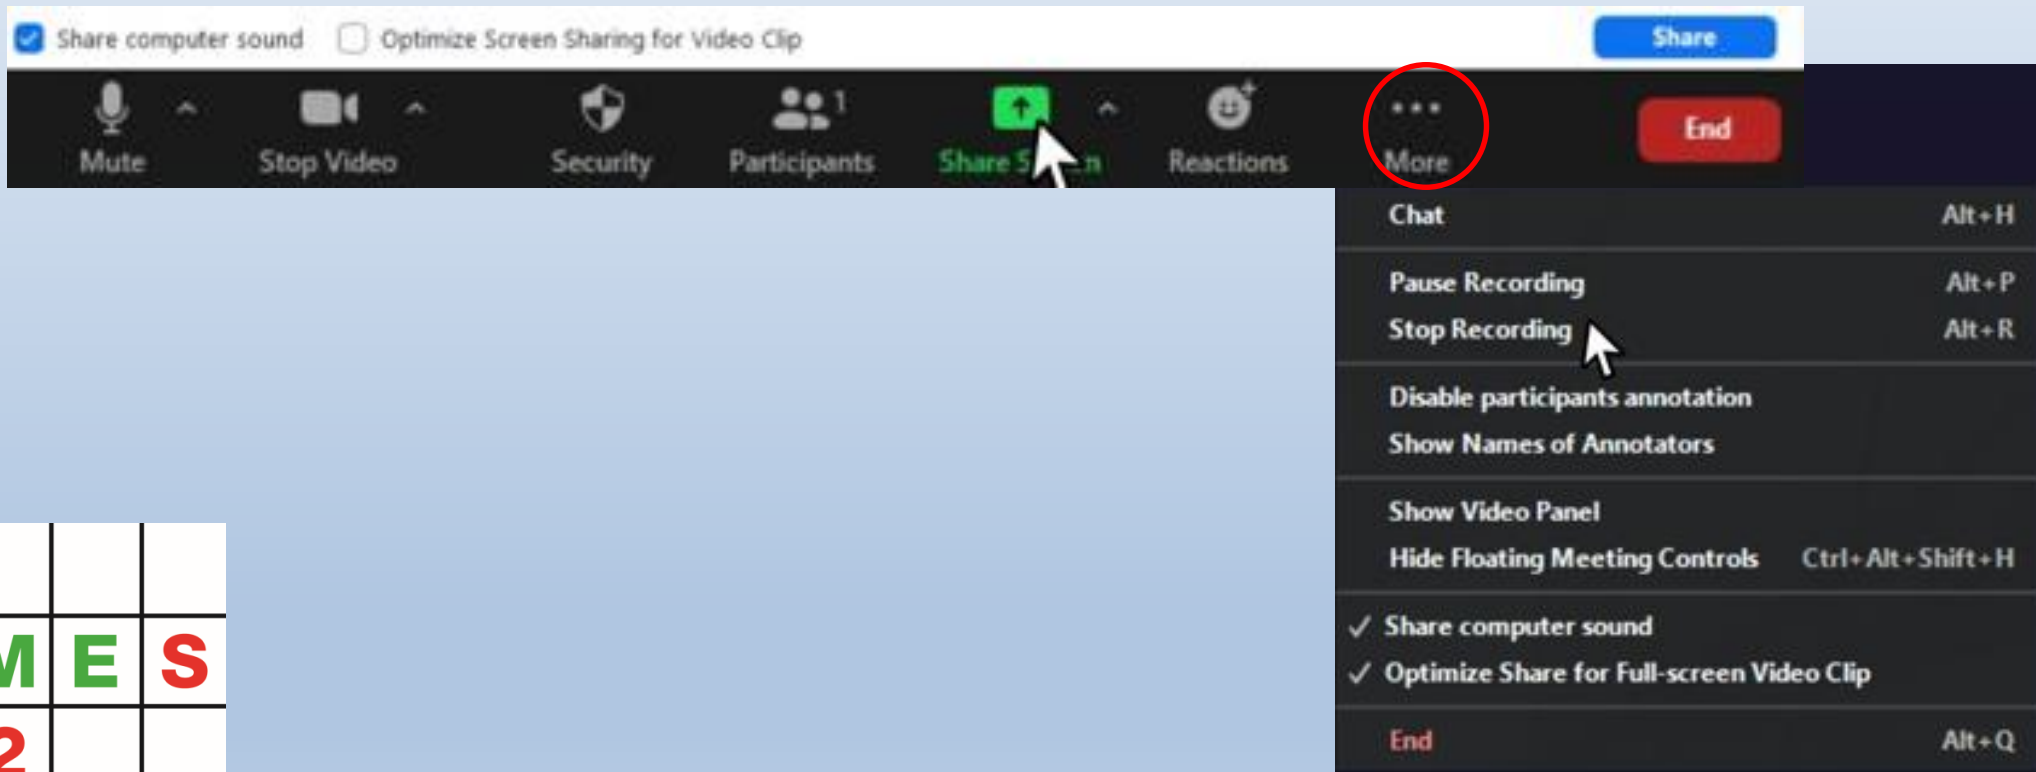 Share computer sound Optimize Screen Sharing for Video Clip Share
Mute Stop Video Security Participants 1 Share Reactions More End
Chat Alt+H
Pause Recording Alt+P
Stop Recording Alt+R
Disable participants annotation
Show Names of Annotators
Show Video Panel
Hide Floating Meeting Controls Ctrl+Alt+Shift+H
Share computer sound
Optimize Share for Full-screen Video Clip
End Alt+Q
MES
2